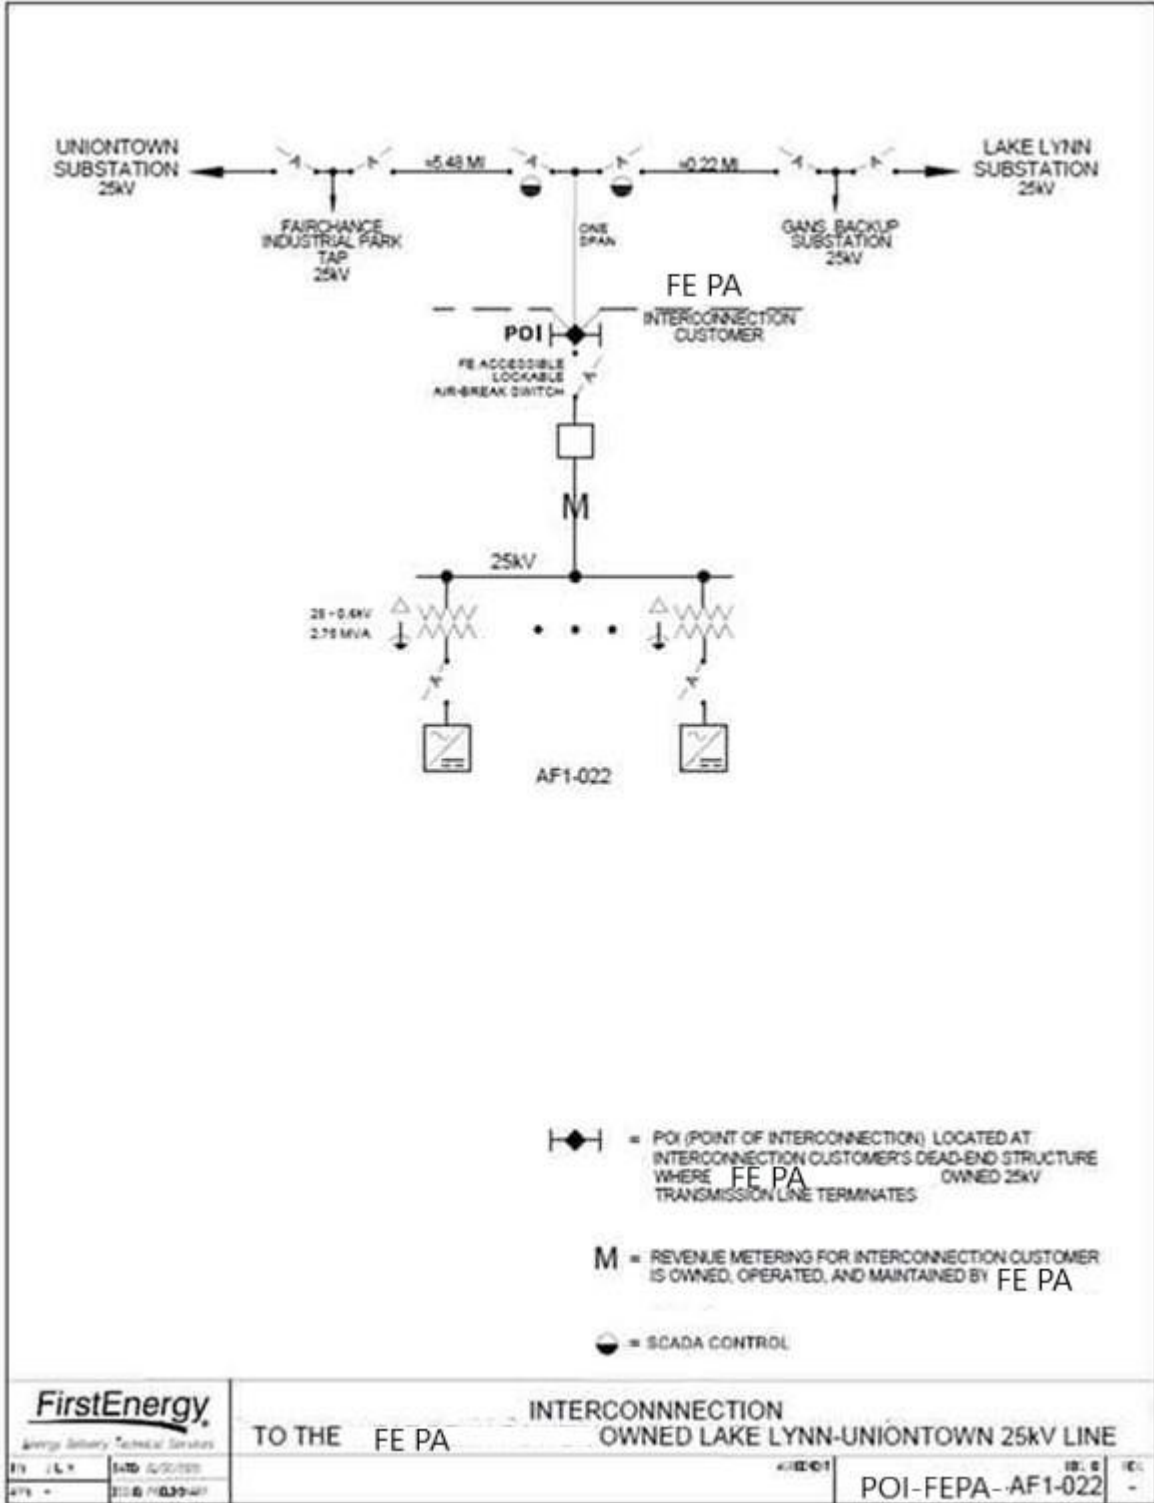 UNIONTOWN
SUBSTATION
25kV
LAKE LYNN
SUBSTATION
25kV
A
A
≈5.48 MI
A
A
≈0.22 MI
A
A
FAIRCHANCE
INDUSTRIAL PARK
TAP
25kV
ONE
SPAN
GANS BACKUP
SUBSTATION
25kV
FE PA
INTERCONNECTION
CUSTOMER
POI
FE ACCESSIBLE
LOCKABLE
AIR-BREAK SWITCH
A
M
25kV
2.75 MVA
A
A
AF1-022
= POI (POINT OF INTERCONNECTION) LOCATED AT
INTERCONNECTION CUSTOMER'S DEAD-END STRUCTURE
WHERE FE PA OWNED 25kV
TRANSMISSION LINE TERMINATES
M = REVENUE METERING FOR INTERCONNECTION CUSTOMER
IS OWNED, OPERATED, AND MAINTAINED BY FE PA
= SCADA CONTROL
FirstEnergy
Energy Delivery Technical Services
INTERCONNNECTION
TO THE FE PA OWNED LAKE LYNN-UNIONTOWN 25kV LINE
POI-FEPA--AF1-022
-